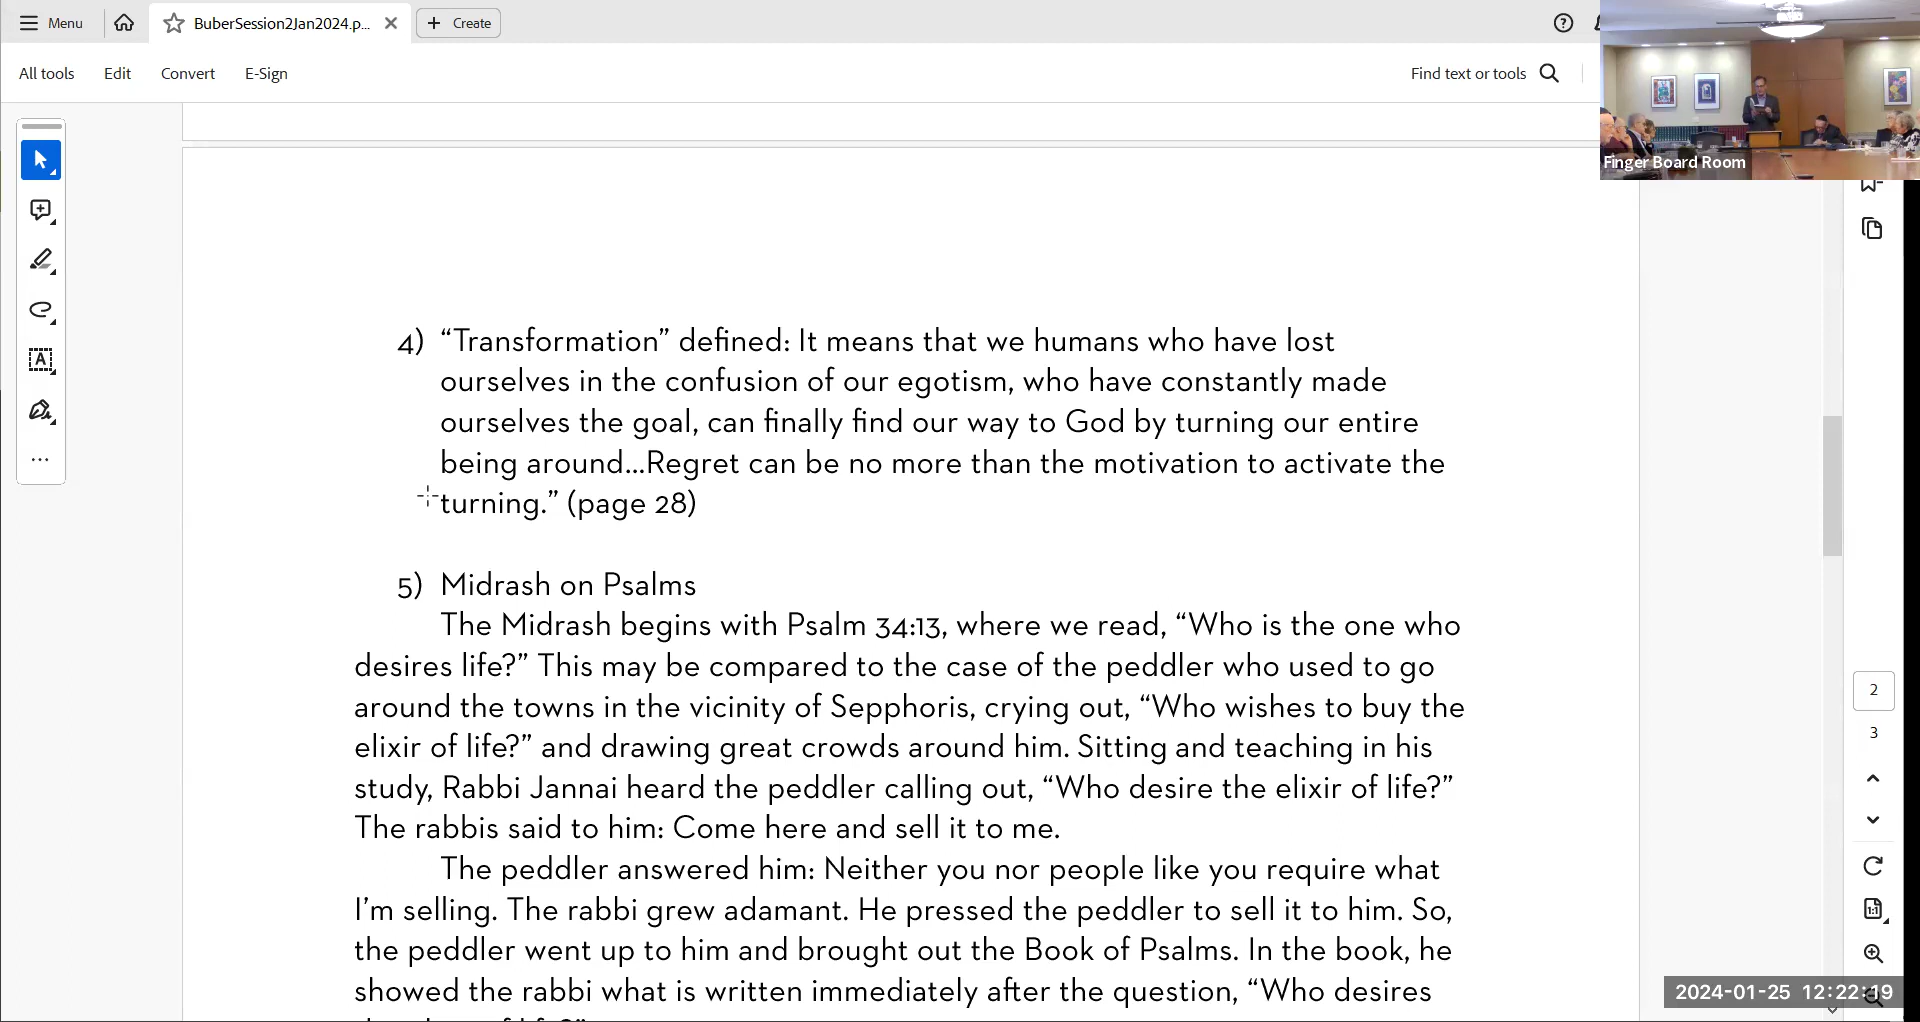 Menu
BuberSession2Jan2024.p...
Create
All tools
Edit
Convert
E-Sign
Find text or tools
Finger Board Room
4) “Transformation” defined: It means that we humans who have lost
ourselves in the confusion of our egotism, who have constantly made
ourselves the goal, can finally find our way to God by turning our entire
being around...Regret can be no more than the motivation to activate the
turning.” (page 28)
5) Midrash on Psalms
The Midrash begins with Psalm 34:13, where we read, “Who is the one who
desires life?” This may be compared to the case of the peddler who used to go
around the towns in the vicinity of Sepphoris, crying out, “Who wishes to buy the
elixir of life?” and drawing great crowds around him. Sitting and teaching in his
study, Rabbi Jannai heard the peddler calling out, “Who desire the elixir of life?”
The rabbis said to him: Come here and sell it to me.
The peddler answered him: Neither you nor people like you require what
I’m selling. The rabbi grew adamant. He pressed the peddler to sell it to him. So,
the peddler went up to him and brought out the Book of Psalms. In the book, he
showed the rabbi what is written immediately after the question, “Who desires
2
3
2024-01-25 12:22:19